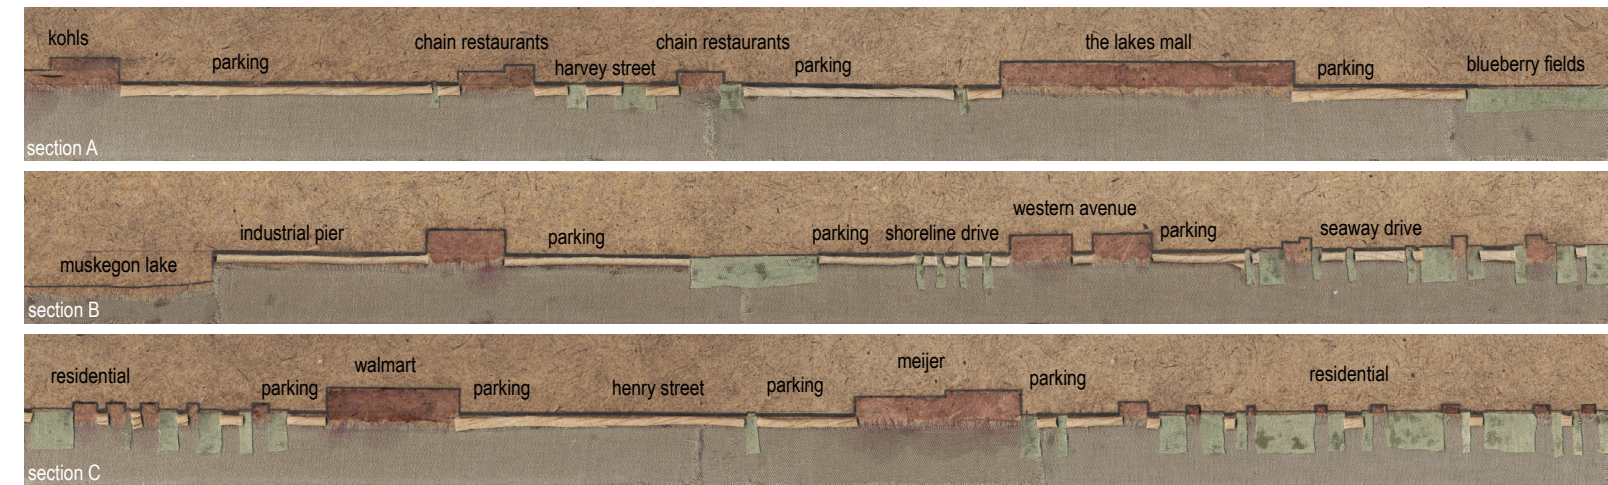 kohls
parking
chain restaurants
harvey street
chain restaurants
parking
the lakes mall
parking
blueberry fields
section A
muskegon lake
industrial pier
parking
parking
shoreline drive
western avenue
parking
seaway drive
section B
residential
parking
walmart
parking
henry street
parking
meijer
parking
residential
section C